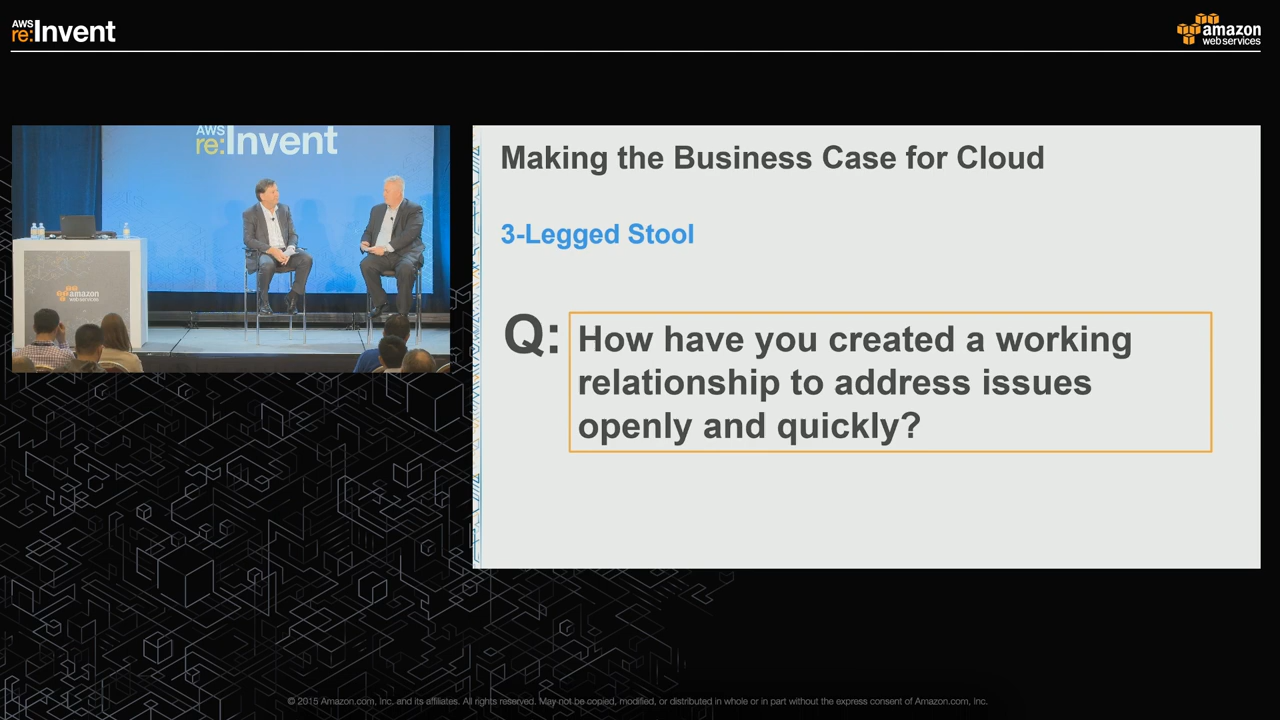 AWS
re:Invent
amazon
webservices
AWS
re:Invent
amazon
Making the Business Case for Cloud
3-Legged Stool
Q: How have you created a working
relationship to address issues
openly and quickly?
© 2015 Amazon.com, Inc. and its affiliates. All rights reserved. May not be copied, modified, or distributed in whole or in part without the express consent of Amazon.com, Inc.